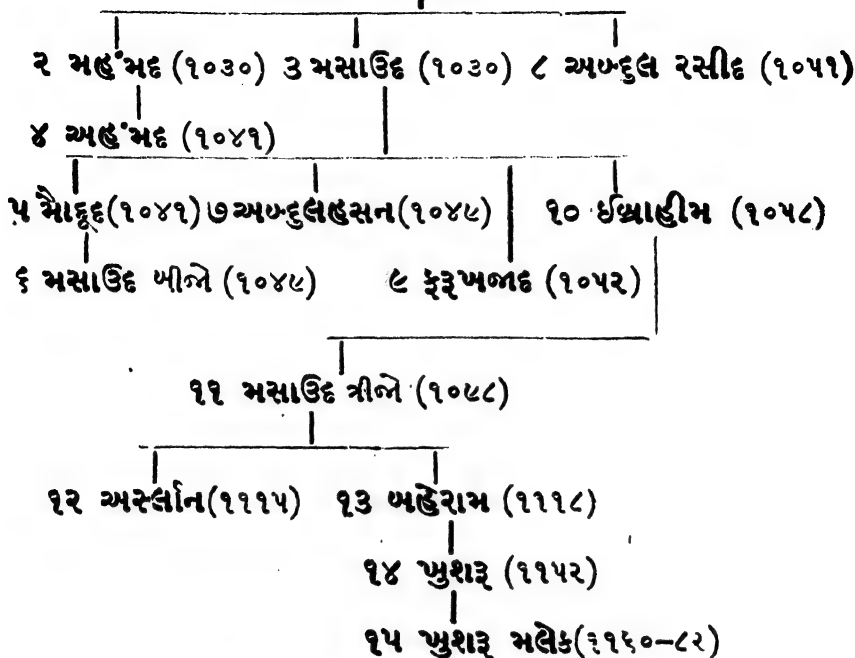 ૨ મહંમદ (૧૦૩૦) ૩ મસાઉદ (૧૦૩૦) ૮ અબ્દુલ રસીદ (૧૦૫૧)
૪ અહંમદ (૧૦૪૧)
૫ મૈાદૂદ(૧૦૪૧) ૭ અબ્દુલહસન(૧૦૪૯) ૧૦ ઈબ્રાહીમ (૧૦૫૮)
૬ મસાઉદ બીજો (૧૦૪૯) ૯ ફરૂખજાદ (૧૦૫૨)
૧૧ મસાઉદ ત્રીજો (૧૦૯૮)
૧૨ અર્સ્લાન(૧૧૧૫) ૧૩ બહેરામ (૧૧૧૮)
૧૪ ખુશરૂ (૧૧૫૨)
૧૫ ખુશરૂ મલેક(૧૧૬૦–૮૨)